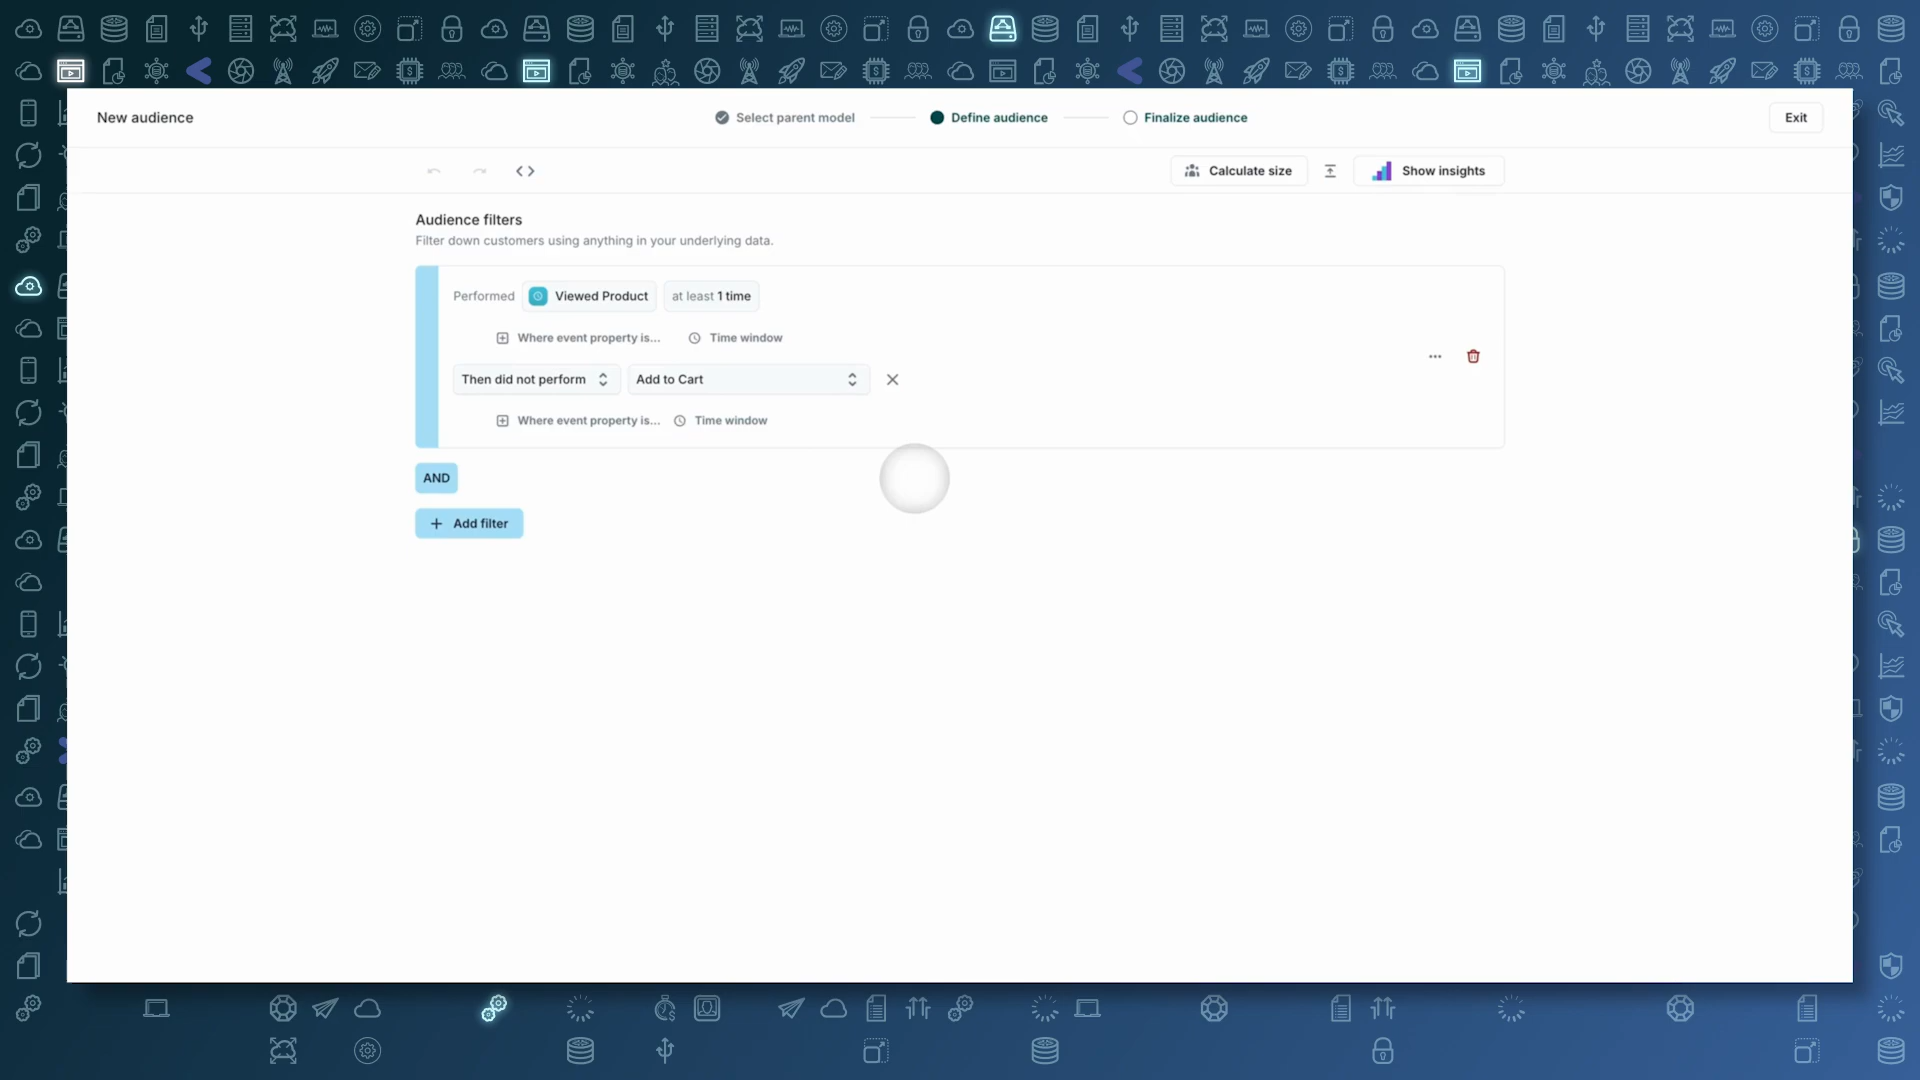 New audience
Select parent model
Define audience
Finalize audience
Exit
Calculate size
Show insights
Audience filters
Filter down customers using anything in your underlying data.
Performed Viewed Product at least 1 time
Where event property is... Time window
Then did not perform Add to Cart
Where event property is... Time window
AND
+ Add filter